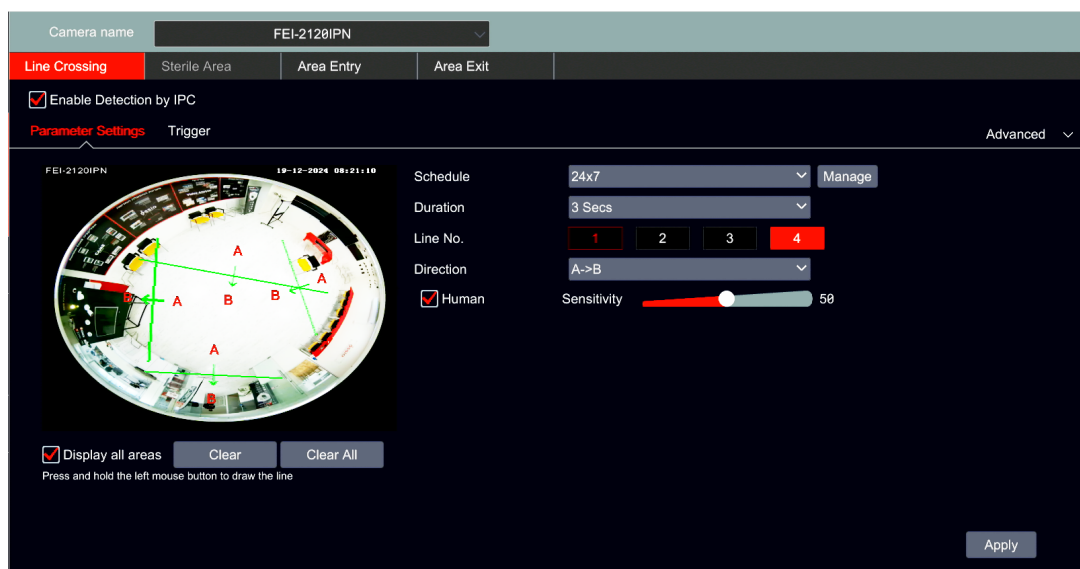 Camera name FEI-2120IPN
Line Crossing Sterile Area Area Entry Area Exit
Enable Detection by IPC
Parameter Settings Trigger Advanced
FEI-2120IPN 19-12-2024 08:21:10
Schedule 24x7 Manage
Duration 3 Secs
Line No. 1 2 3 4
Direction A->B
Human Sensitivity 50
A
A
B A B B
A
B
Display all areas Clear Clear All
Press and hold the left mouse button to draw the line
Apply